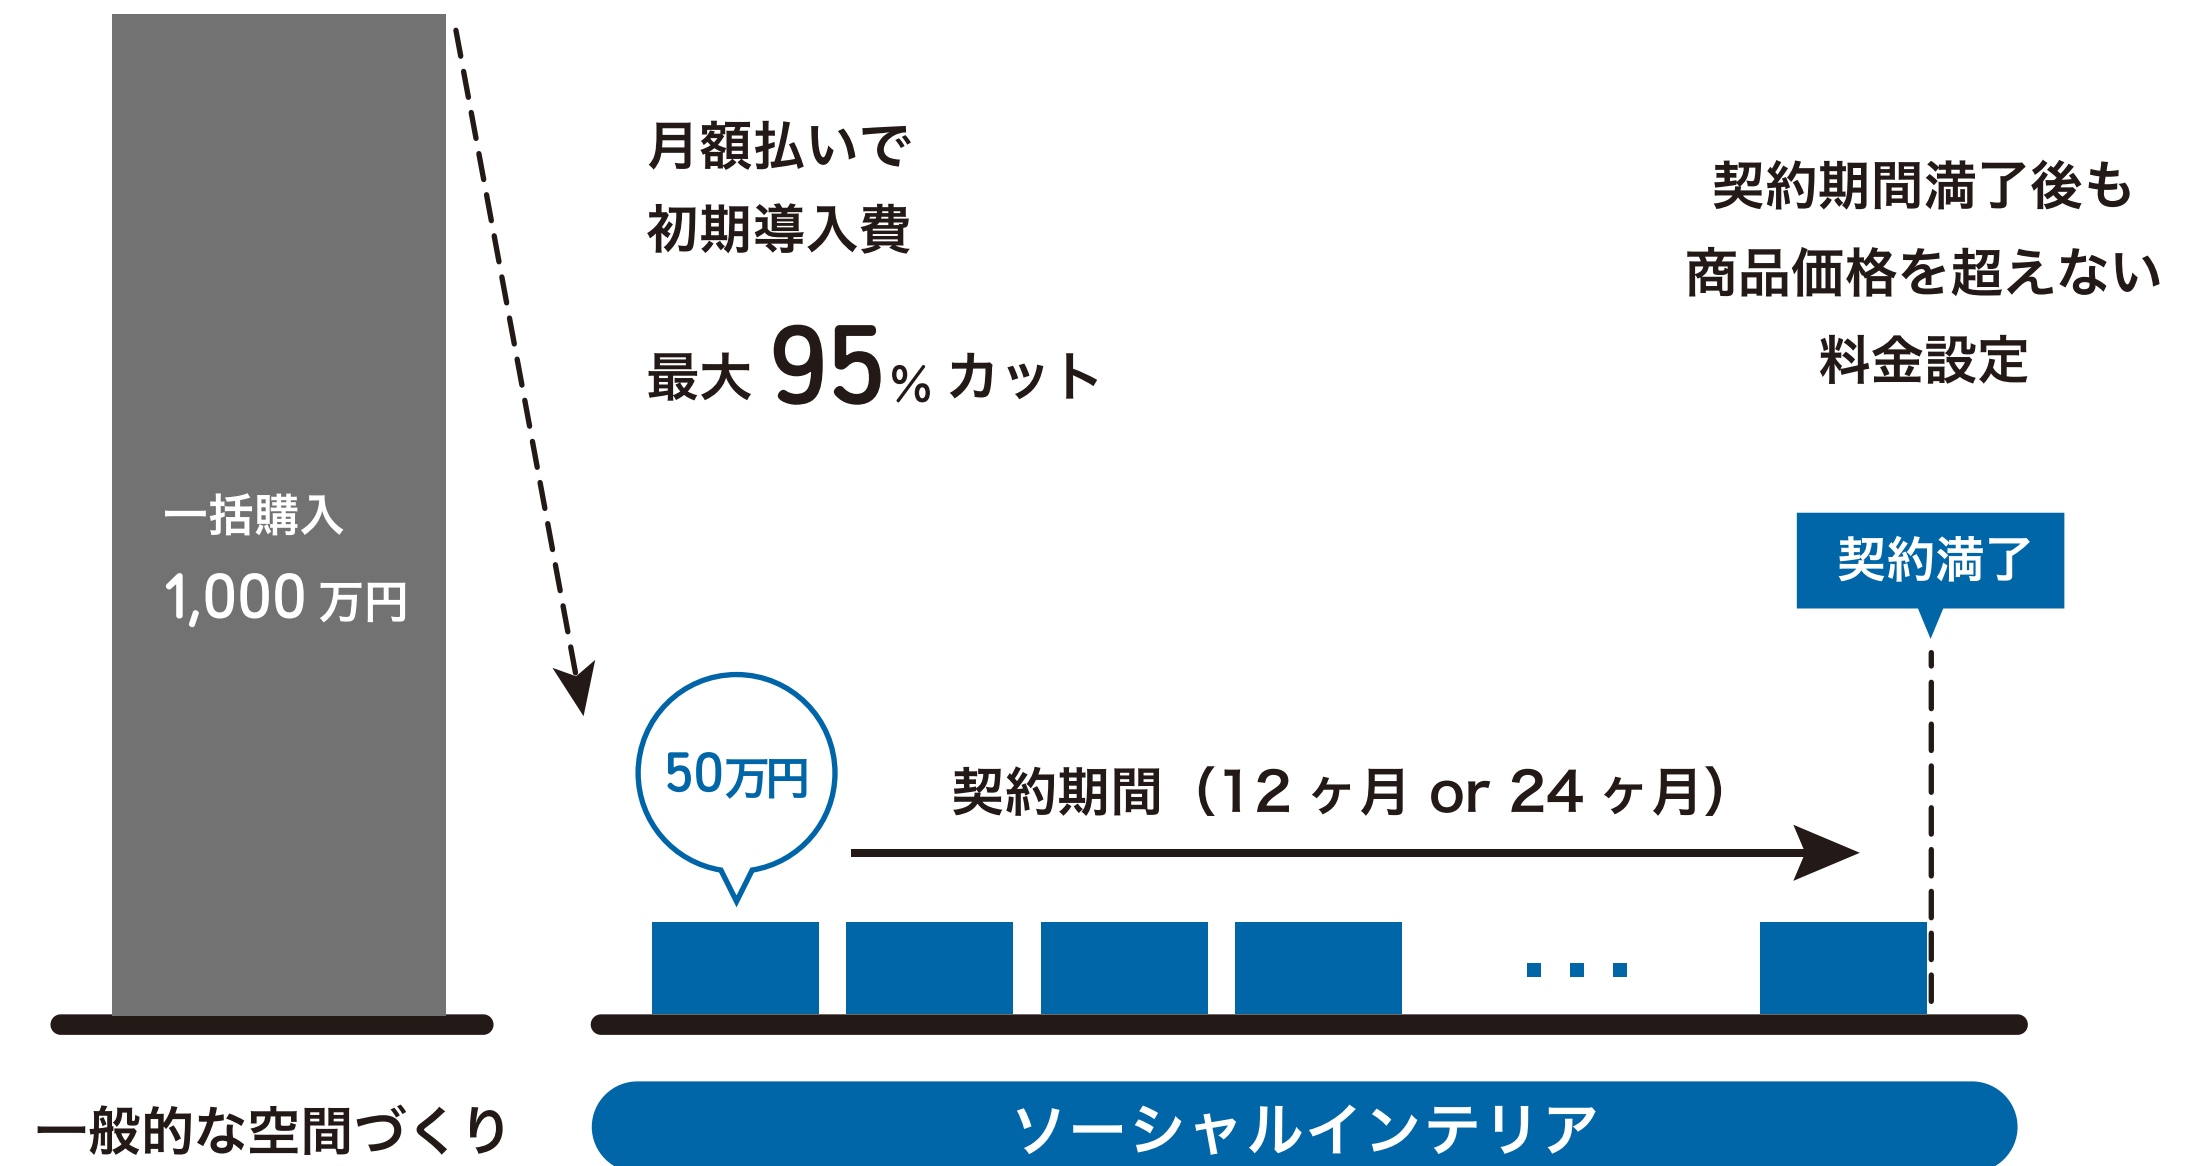 月額払いで
初期導入費
最大 95% カット
契約期間満了後も
商品価格を超えない
料金設定
一括購入
1,000 万円
契約満了
50万円
契約期間（12 ヶ月 or 24 ヶ月）
一般的な空間づくり
ソーシャルインテリア